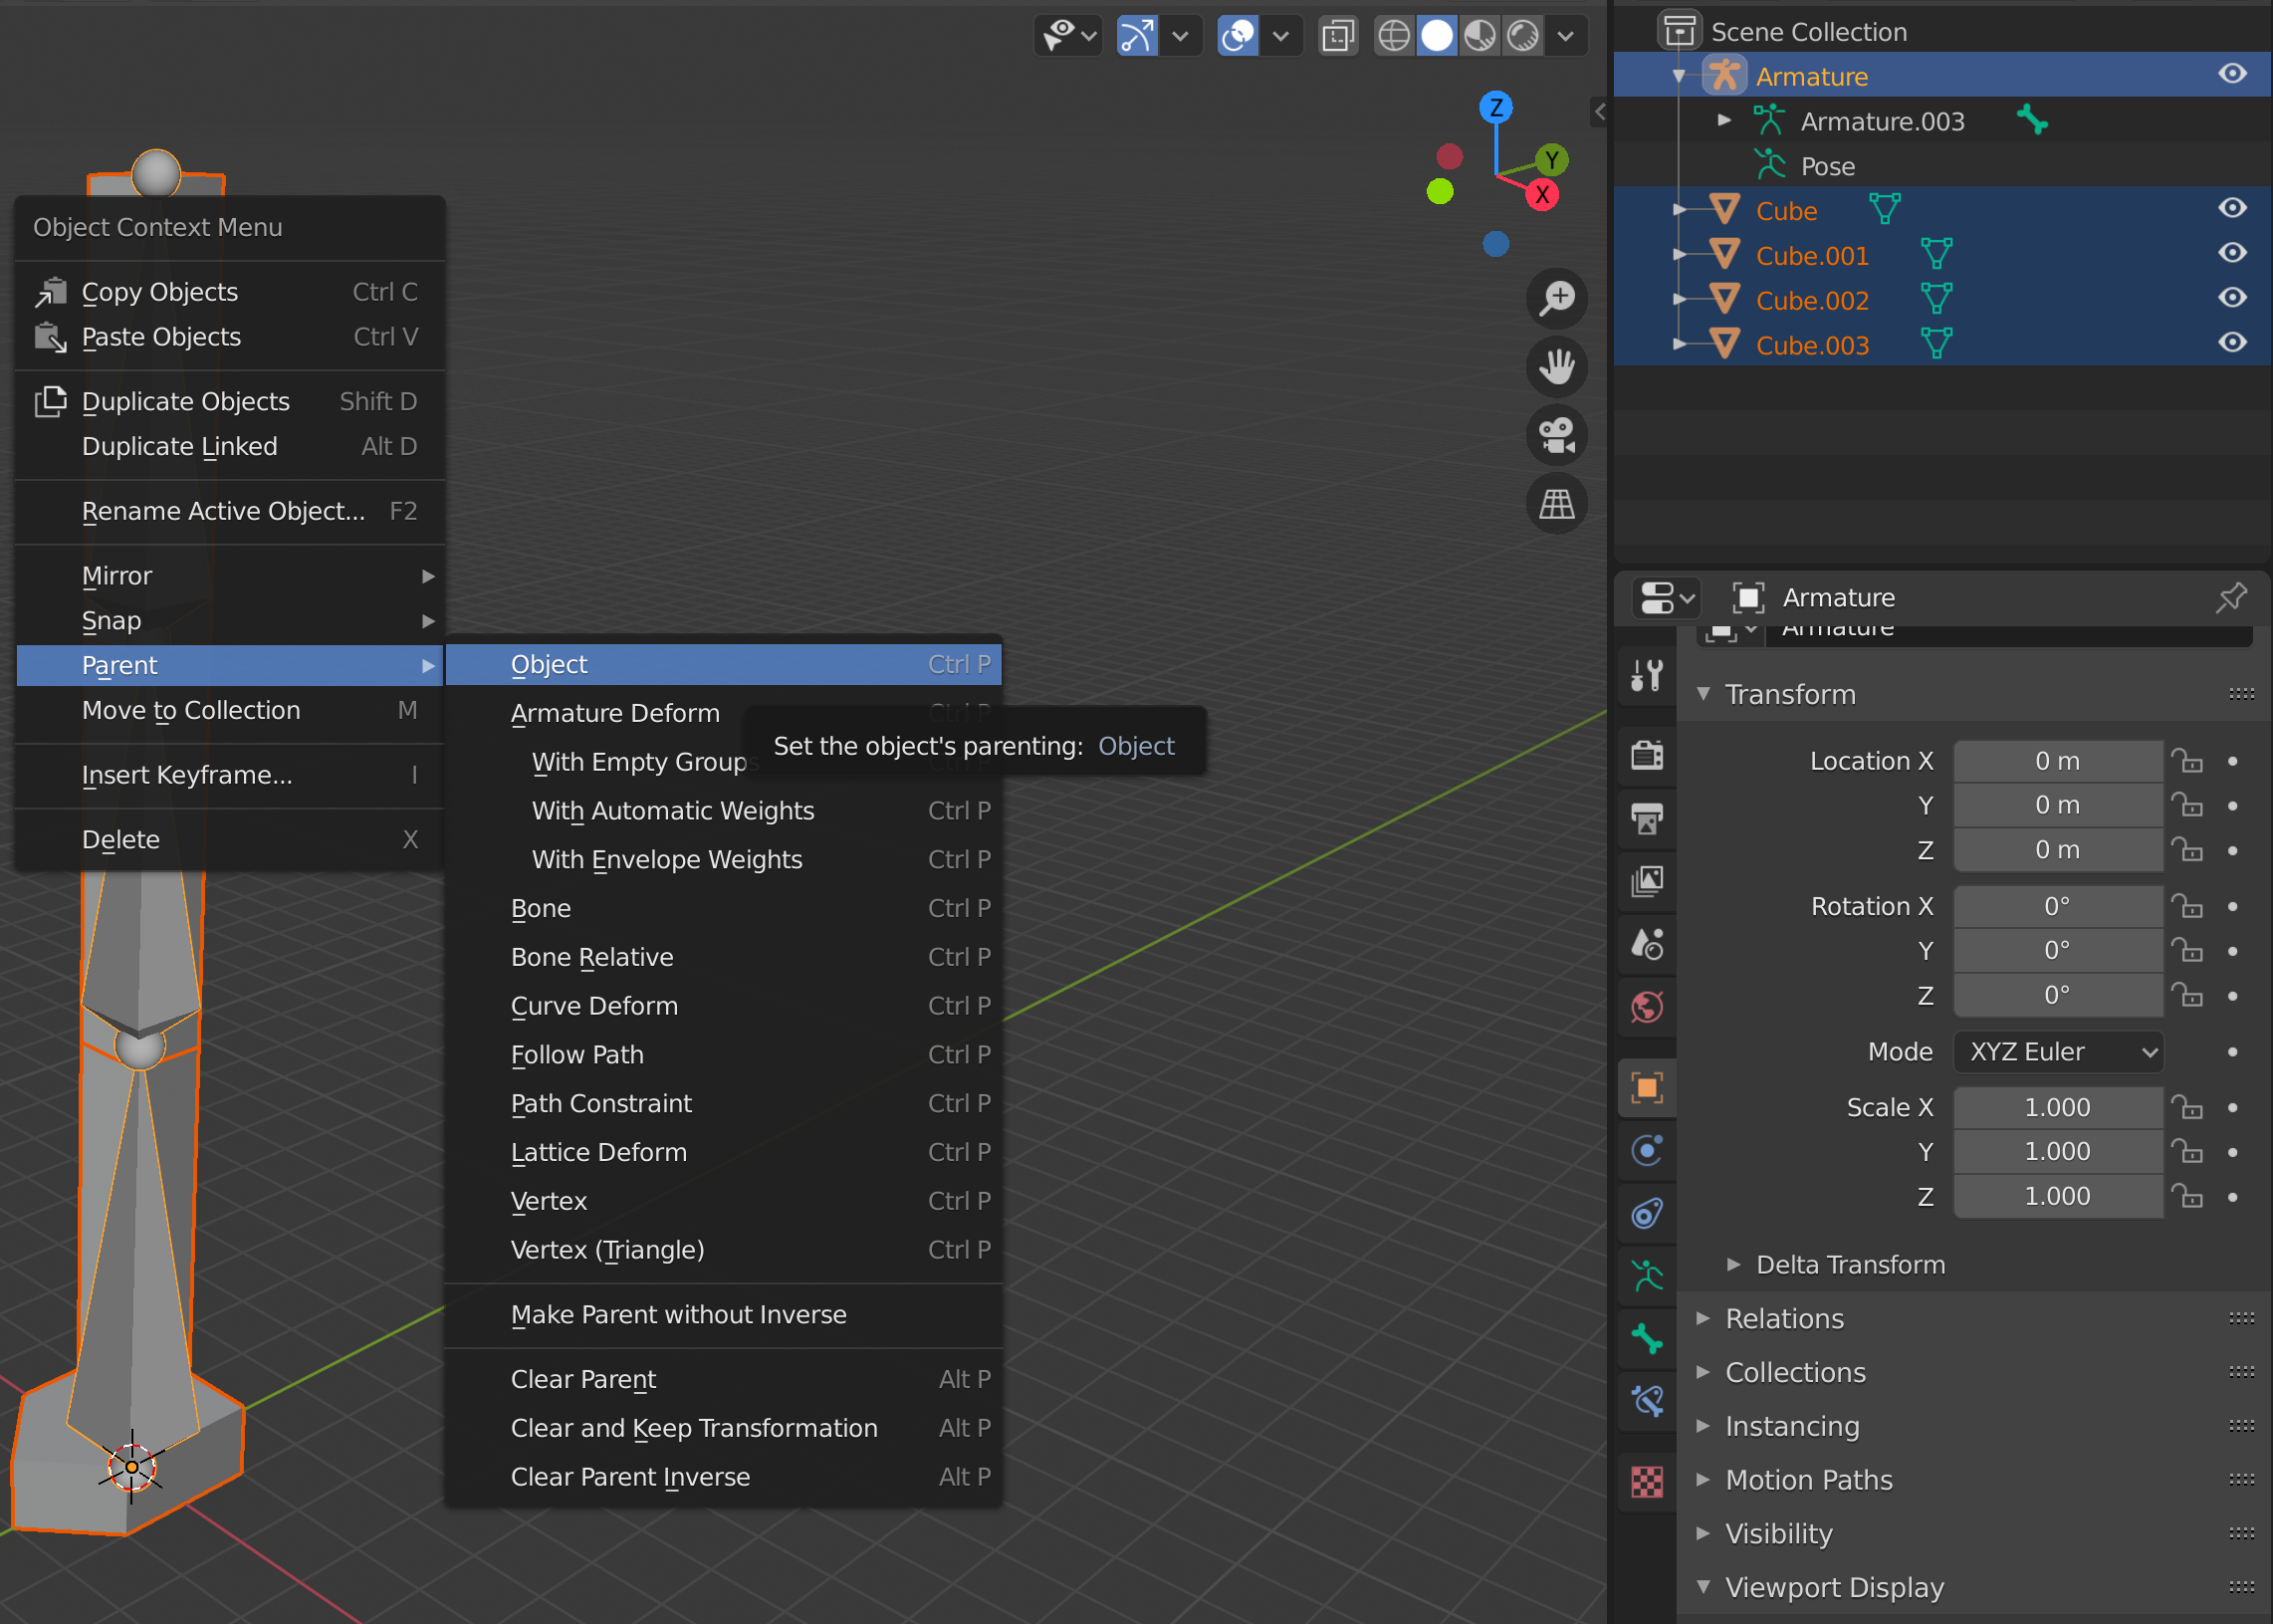 Scene Collection
Armature
Armature.003
Pose
Cube
Cube.001
Cube.002
Cube.003
Z
Y
X
Object Context Menu
Copy Objects Ctrl C
Paste Objects Ctrl V
Duplicate Objects Shift D
Duplicate Linked Alt D
Rename Active Object... F2
Mirror
Snap
Parent
Move to Collection M
Insert Keyframe... I
Delete X
Object Ctrl P
Armature Deform Ctrl P
Set the object's parenting: Object
With Empty Groups Ctrl P
With Automatic Weights Ctrl P
With Envelope Weights Ctrl P
Bone Ctrl P
Bone Relative Ctrl P
Curve Deform Ctrl P
Follow Path Ctrl P
Path Constraint Ctrl P
Lattice Deform Ctrl P
Vertex Ctrl P
Vertex (Triangle) Ctrl P
Make Parent without Inverse
Clear Parent Alt P
Clear and Keep Transformation Alt P
Clear Parent Inverse Alt P
Armature
Armature
Transform
Location X 0 m
Y 0 m
Z 0 m
Rotation X 0°
Y 0°
Z 0°
Mode XYZ Euler
Scale X 1.000
Y 1.000
Z 1.000
Delta Transform
Relations
Collections
Instancing
Motion Paths
Visibility
Viewport Display